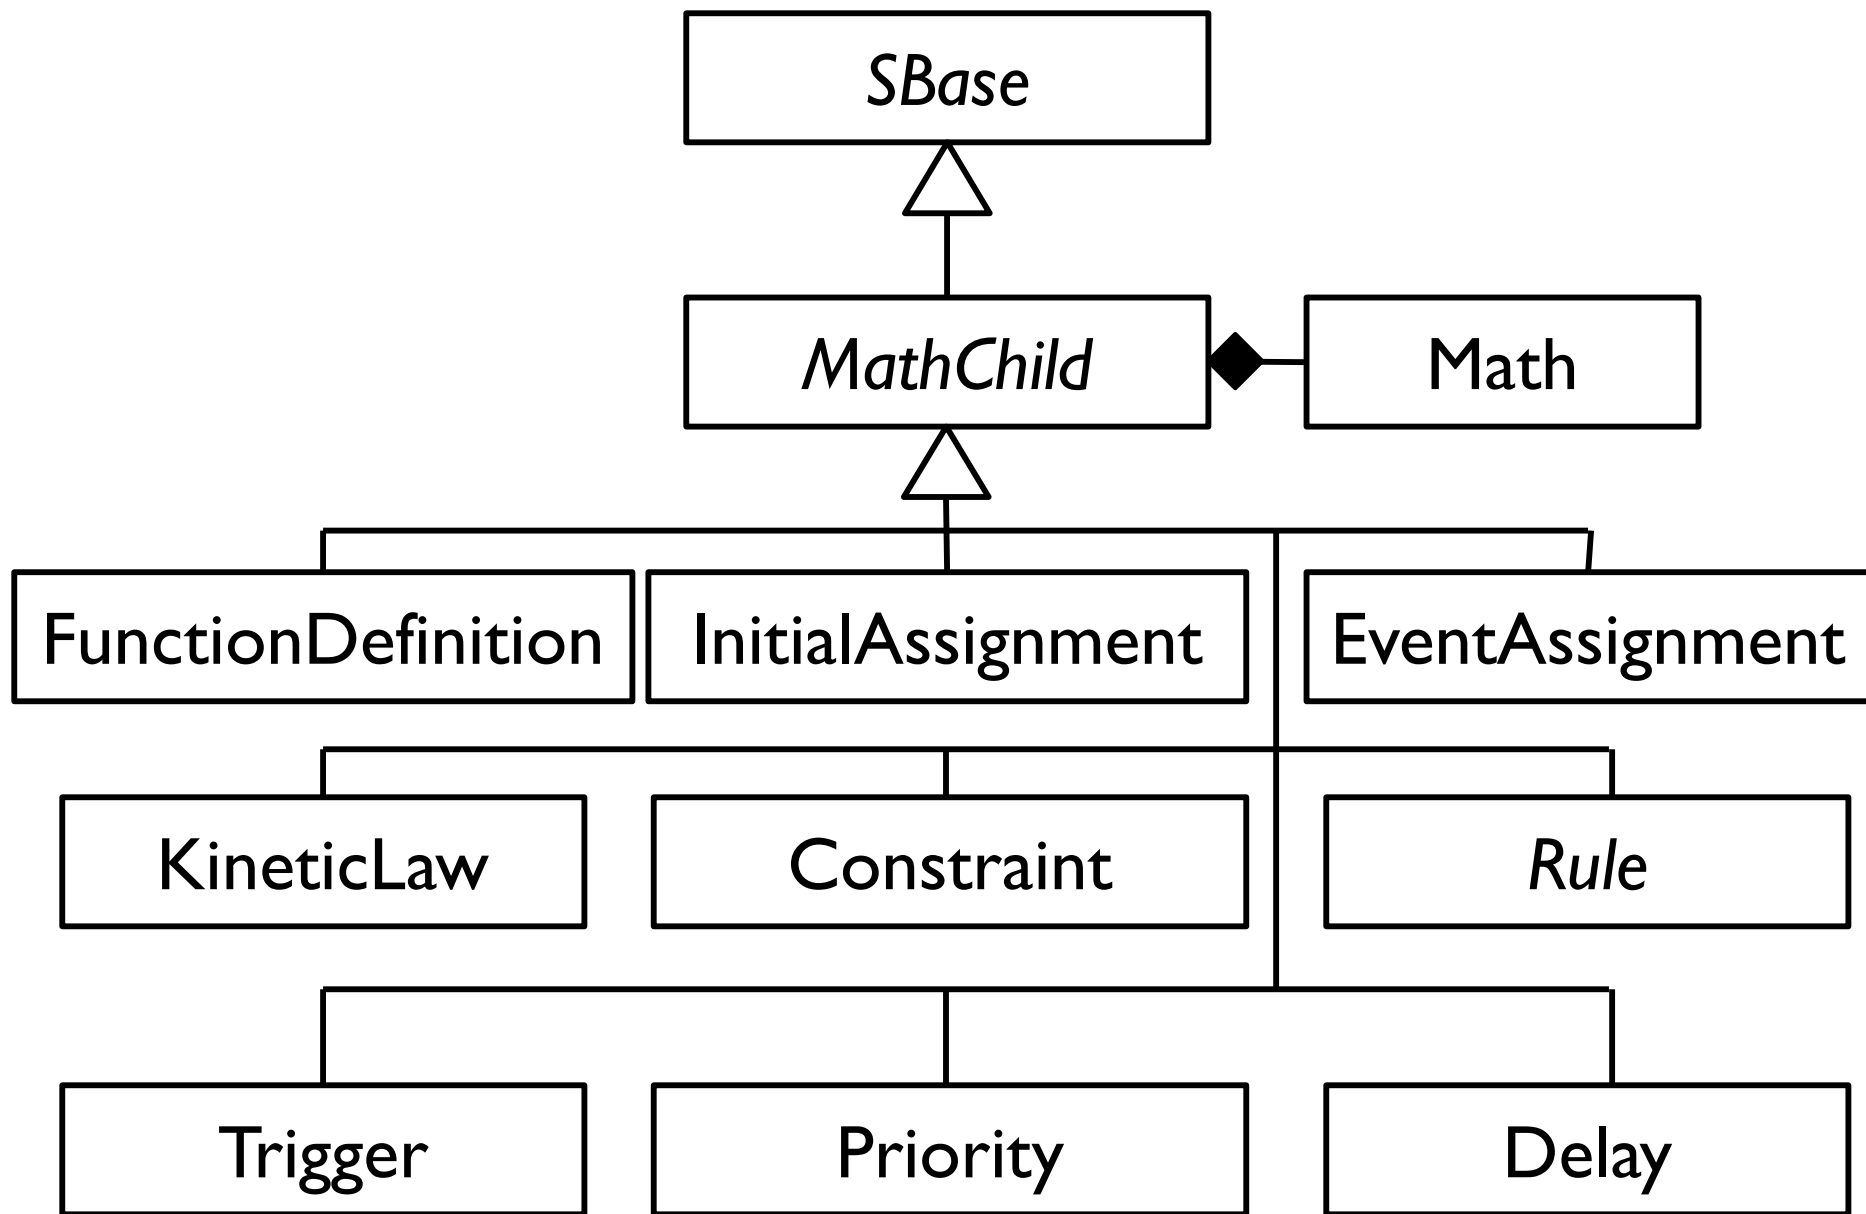 SBase
MathChild
Math
FunctionDefinition
InitialAssignment
EventAssignment
KineticLaw
Constraint
Rule
Trigger
Priority
Delay